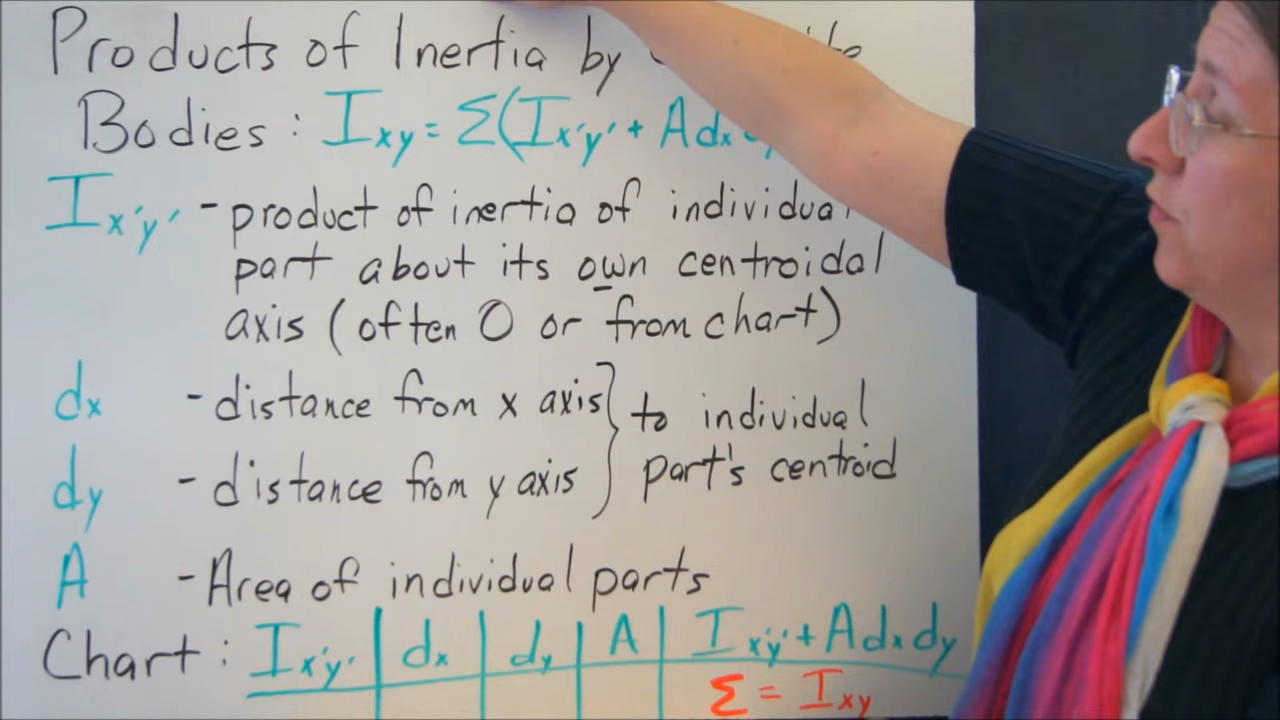 Products of Inertia by
Bodies: Ixy = Σ(Ix'y' + Adx
Ix'y' - product of inertia of individual
part about its own centroidal
axis (often 0 or from chart)
dx - distance from x axis } to individual
dy - distance from y axis } part's centroid
A - Area of individual parts
Chart: Ix'y' | dx | dy | A | Ix'y' + Adxdy
Σ = Ixy